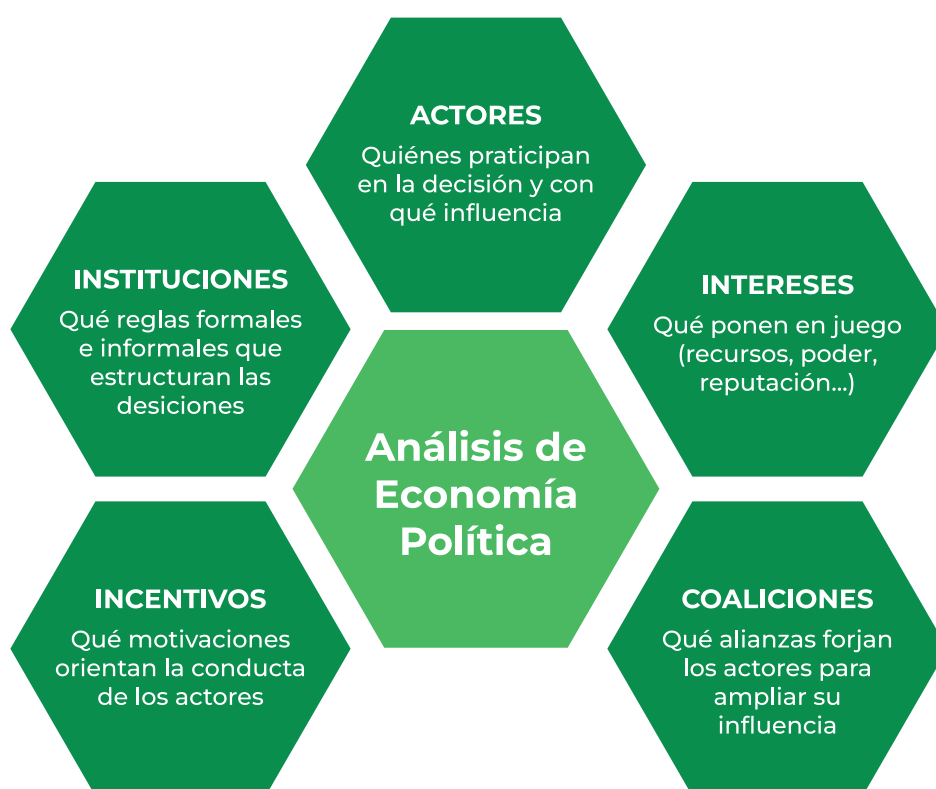 ACTORES
Quiénes praticipan
en la decisión y con
qué influencia
INSTITUCIONES
Qué reglas formales
e informales que
estructuran las
desiciones
INTERESES
Qué ponen en juego
(recursos, poder,
reputación...)
Análisis de
Economía
Política
INCENTIVOS
Qué motivaciones
orientan la conducta
de los actores
COALICIONES
Qué alianzas forjan
los actores para
ampliar su
influencia